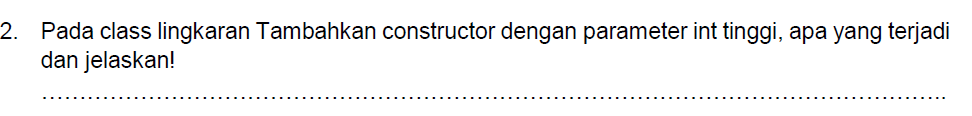 2. Pada class lingkaran Tambahkan constructor dengan parameter int tinggi, apa yang terjadi
dan jelaskan!
……………………………………………………………………………………………………………..